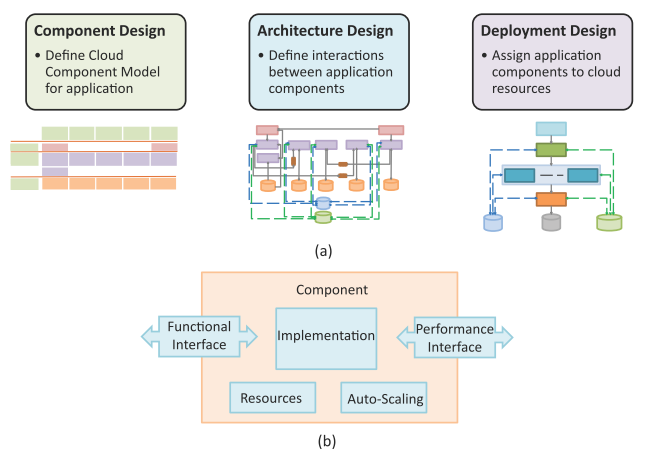 Component Design
• Define Cloud
Component Model
for application
Architecture Design
• Define interactions
between application
components
Deployment Design
• Assign application
components to cloud
resources
(a)
Component
Functional
Interface
Implementation
Performance
Interface
Resources
Auto-Scaling
(b)